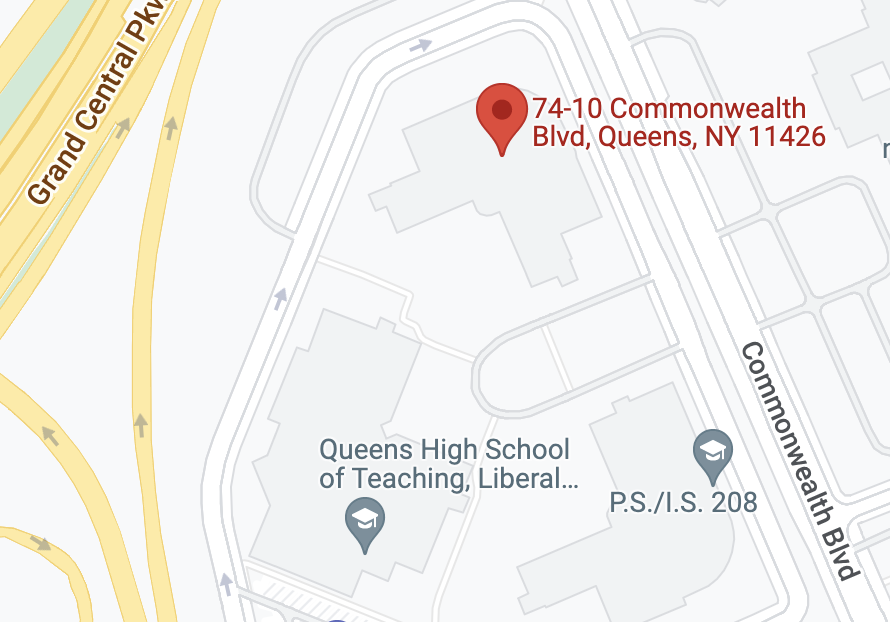 Grand Central Pkwy
74-10 Commonwealth
Blvd, Queens, NY 11426
Commonwealth Blvd
Queens High School
of Teaching, Liberal...
P.S./I.S. 208